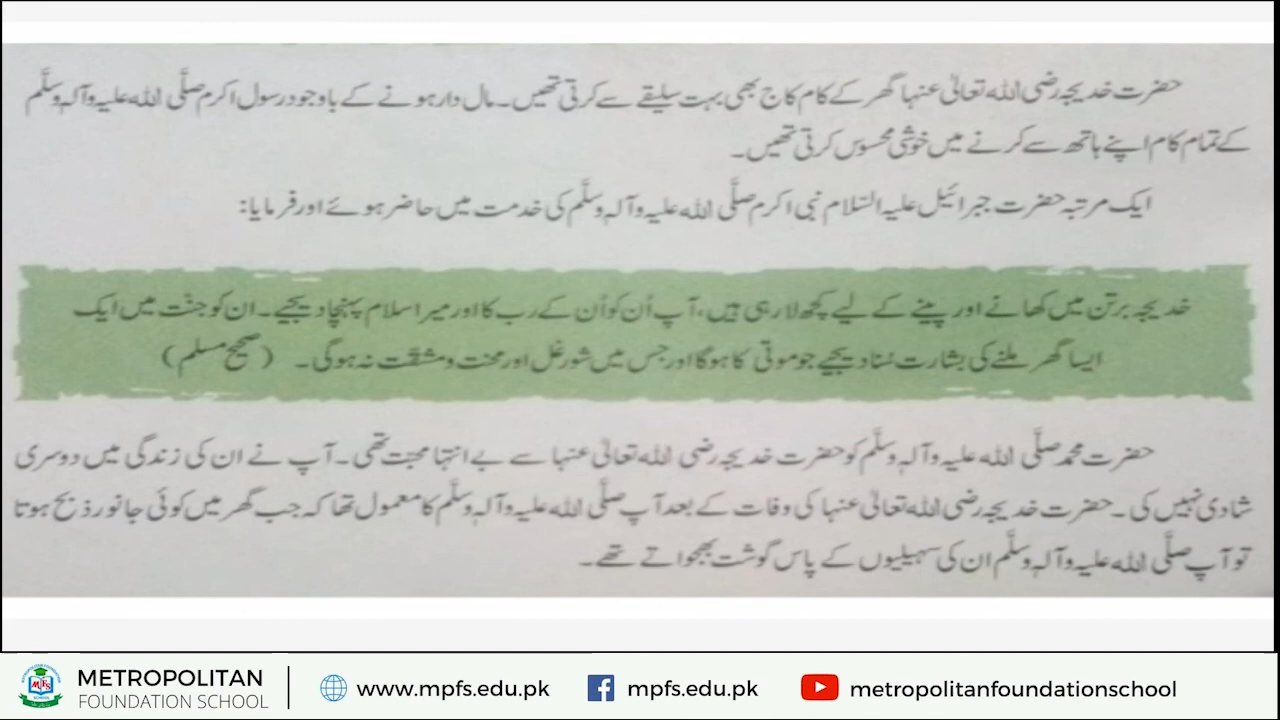 حضرت خدیجہ رضی اللہ تعالیٰ عنہا گھر کے کام کاج بھی بہت سلیقے سے کرتی تھیں۔ مال دار ہونے کے باوجود رسول اکرم صلَّی اللہ علیہ وآلہٖ وسلَّم
کے تمام کام اپنے ہاتھ سے کرنے میں خوشی محسوس کرتی تھیں۔
ایک مرتبہ حضرت جبرائیل علیہ السّلام نبی اکرم صلَّی اللہ علیہ وآلہٖ وسلَّم کی خدمت میں حاضر ہوئے اور فرمایا:
خدیجہ برتن میں کھانے اور پینے کے لیے کچھ لا رہی ہیں، آپ اُن کو اُن کے رب کا اور میرا سلام پہنچا دیجیے۔ ان کو جنّت میں ایک
ایسا گھر ملنے کی بشارت سُنا دیجیے جو موتی کا ہوگا اور جس میں شور غُل اور محنت و مشقّت نہ ہوگی۔ (صحیح مسلم)
حضرت محمد صلَّی اللہ علیہ وآلہٖ وسلَّم کو حضرت خدیجہ رضی اللہ تعالیٰ عنہا سے بے انتہا محبّت تھی۔ آپ نے ان کی زندگی میں دوسری
شادی نہیں کی۔ حضرت خدیجہ رضی اللہ تعالیٰ عنہا کی وفات کے بعد آپ صلَّی اللہ علیہ وآلہٖ وسلَّم کا معمول تھا کہ جب گھر میں کوئی جانور ذبح ہوتا
تو آپ صلَّی اللہ علیہ وآلہٖ وسلَّم ان کی سہیلیوں کے پاس گوشت بھجواتے تھے۔
METROPOLITAN
FOUNDATION SCHOOL
www.mpfs.edu.pk
mpfs.edu.pk
metropolitanfoundationschool